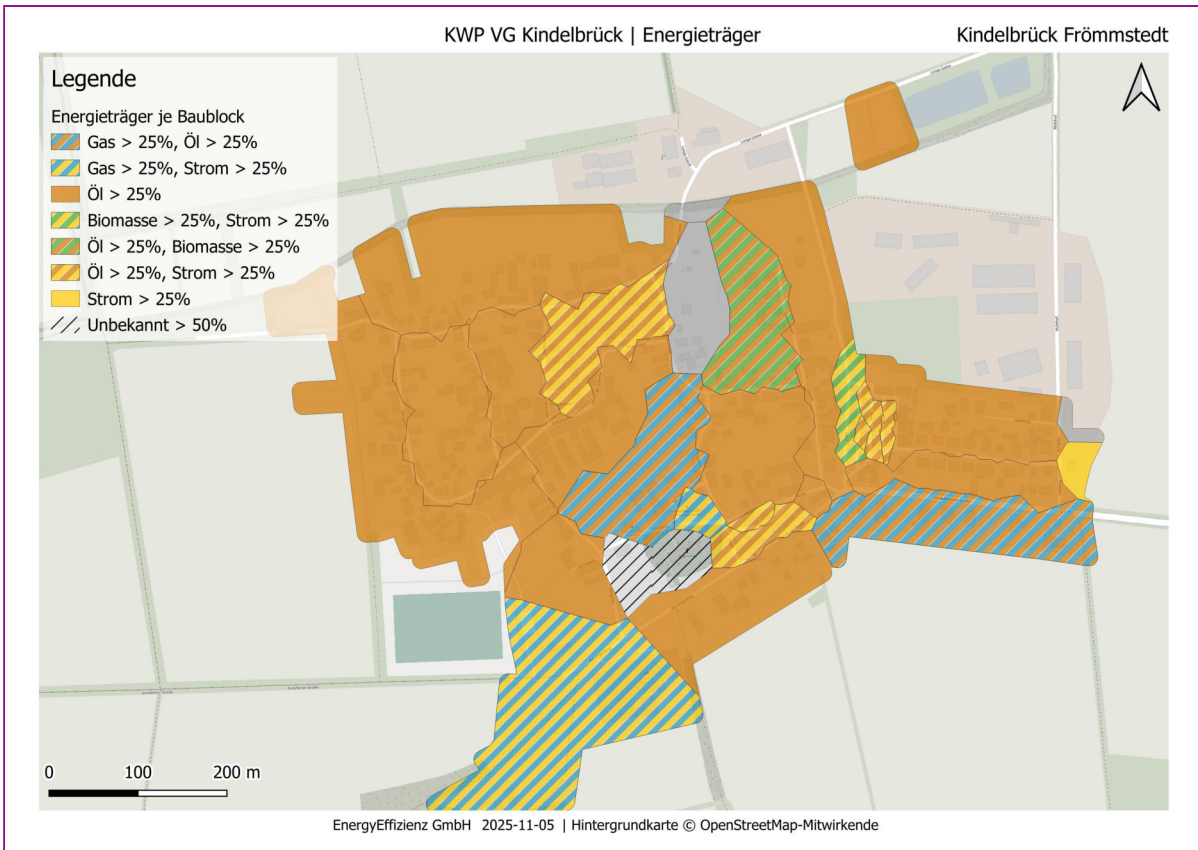 KWP VG Kindelbrück | Energieträger
Kindelbrück Frömmstedt
Legende
Energieträger je Baublock
Gas > 25%, Öl > 25%
Gas > 25%, Strom > 25%
Öl > 25%
Biomasse > 25%, Strom > 25%
Öl > 25%, Biomasse > 25%
Öl > 25%, Strom > 25%
Strom > 25%
Unbekannt > 50%
0 100 200 m
EnergyEffizienz GmbH 2025-11-05 | Hintergrundkarte © OpenStreetMap-Mitwirkende